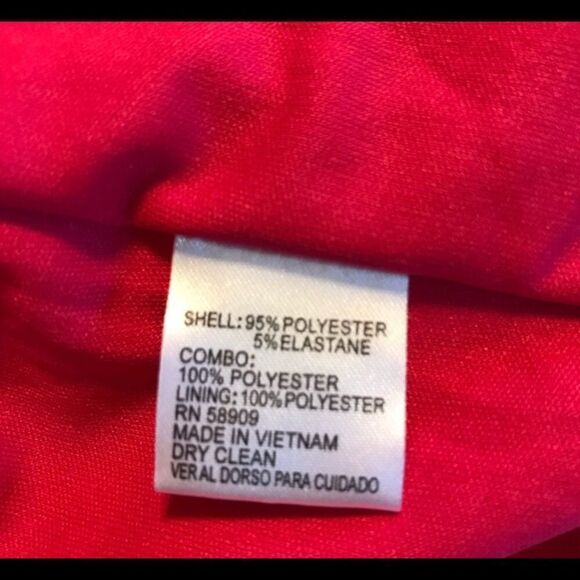 SHELL: 95% POLYESTER
5% ELASTANE
COMBO:
100% POLYESTER
LINING: 100% POLYESTER
RN 58909
MADE IN VIETNAM
DRY CLEAN
VER AL DORSO PARA CUIDADO